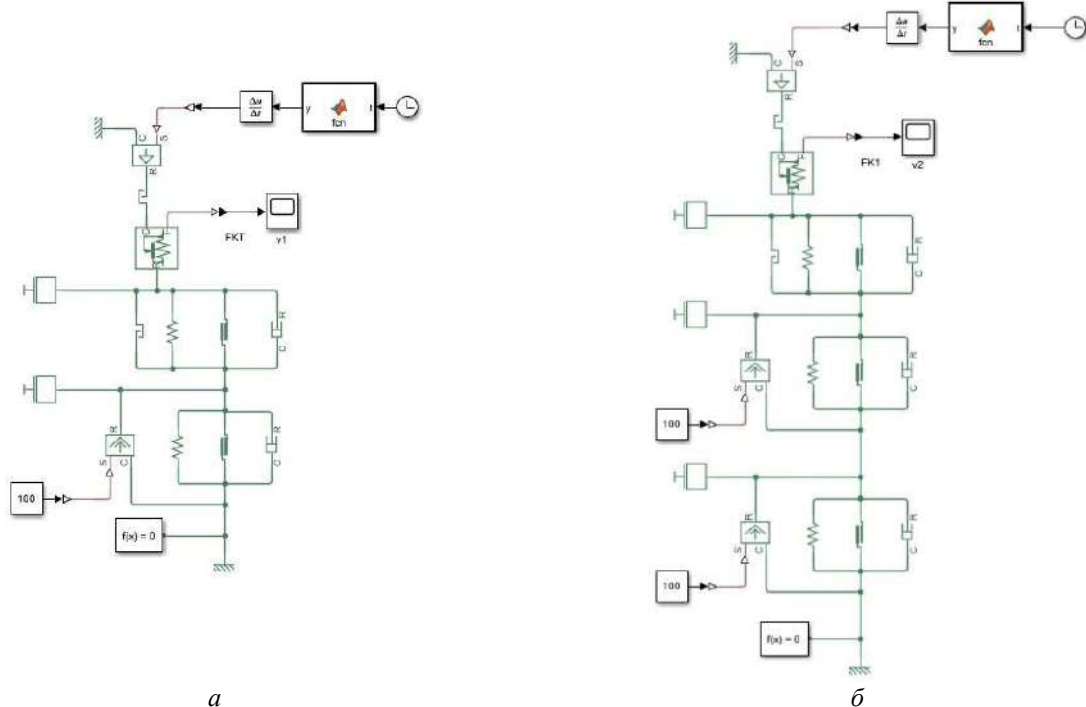 y
fcn
t
Δu
Δt
C
S
R
C
T
R
FKT
v1
R
C
R
S
C
R
C
100
f(x) = 0
а
y
fcn
t
Δu
Δt
C
S
R
C
T
R
FK1
v2
R
C
R
S
C
R
C
100
R
S
C
R
C
100
f(x) = 0
б